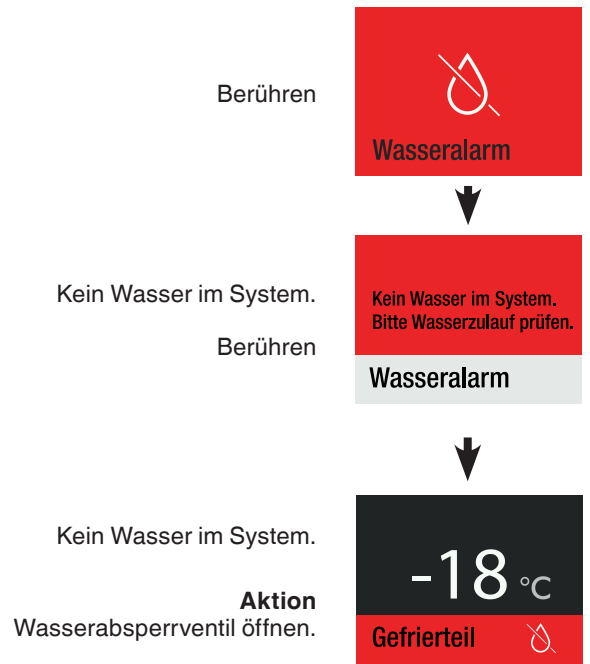 Berühren
Wasseralarm
Kein Wasser im System.
Berühren
Kein Wasser im System.
Bitte Wasserzulauf prüfen.
Wasseralarm
Kein Wasser im System.
Aktion
Wasserabsperrventil öffnen.
-18 °C
Gefrierteil